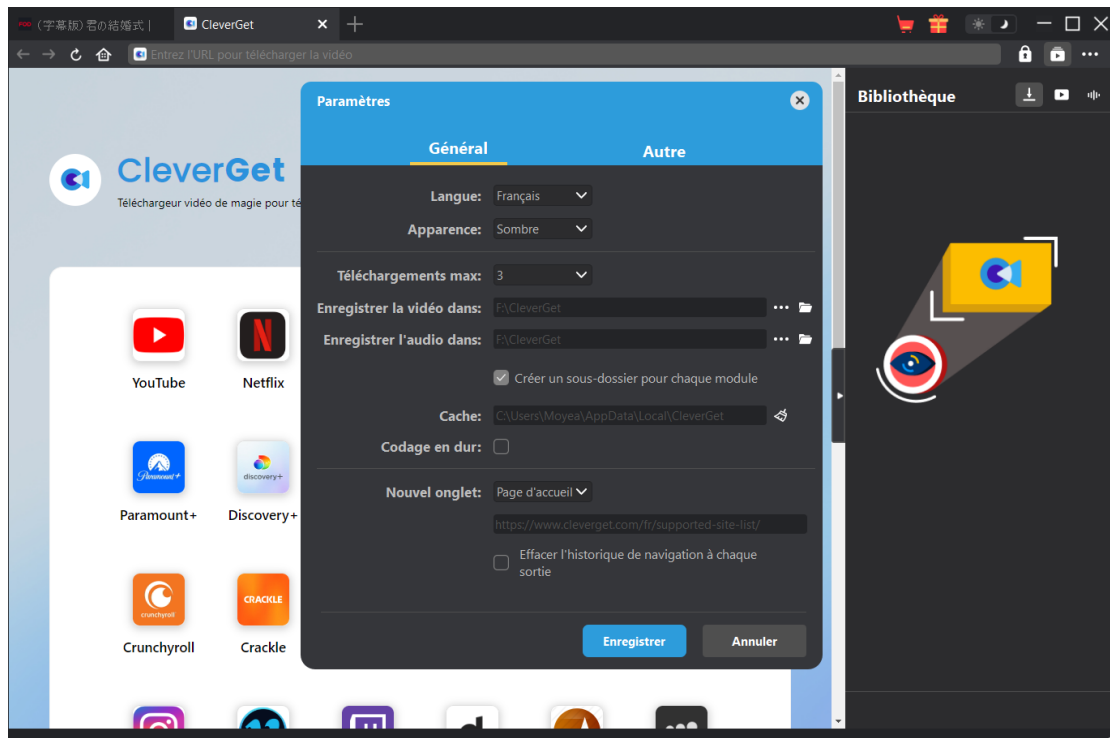 (字幕版) 君の結婚式 |
CleverGet
Entrez l'URL pour télécharger la vidéo
Paramètres
Bibliothèque
Général
Autre
CleverGet
Téléchargeur vidéo de magie pour té
Langue: Français
Apparence: Sombre
Téléchargements max: 3
Enregistrer la vidéo dans: F:\CleverGet
Enregistrer l'audio dans: F:\CleverGet
Créer un sous-dossier pour chaque module
Cache: C:\Users\Moyea\AppData\Local\CleverGet
Codage en dur:
Nouvel onglet: Page d'accueil
https://www.cleverget.com/fr/supported-site-list/
Effacer l'historique de navigation à chaque
sortie
Enregistrer
Annuler
YouTube
Netflix
Paramount+
discovery+
Paramount+
Discovery+
crunchyroll
CRACKLE
Crunchyroll
Crackle